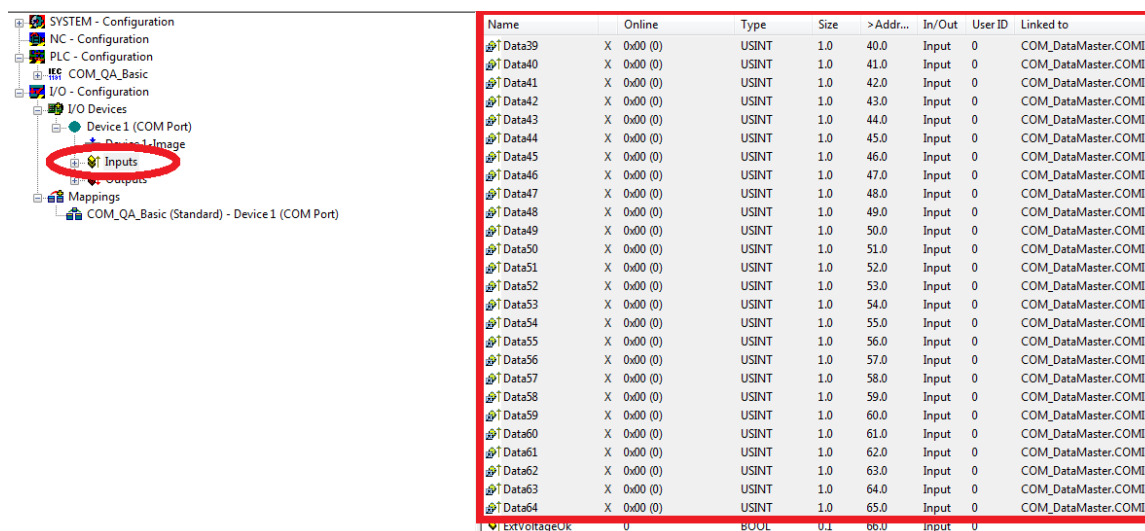 SYSTEM - Configuration
NC - Configuration
PLC - Configuration
COM_QA_Basic
I/O - Configuration
I/O Devices
Device 1 (COM Port)
Device 1-Image
Inputs
Outputs
Mappings
COM_QA_Basic (Standard) - Device 1 (COM Port)
Name Online Type Size >Addr... In/Out User ID Linked to
Data39 X 0x00 (0) USINT 1.0 40.0 Input 0 COM_DataMaster.COMI
Data40 X 0x00 (0) USINT 1.0 41.0 Input 0 COM_DataMaster.COMI
Data41 X 0x00 (0) USINT 1.0 42.0 Input 0 COM_DataMaster.COMI
Data42 X 0x00 (0) USINT 1.0 43.0 Input 0 COM_DataMaster.COMI
Data43 X 0x00 (0) USINT 1.0 44.0 Input 0 COM_DataMaster.COMI
Data44 X 0x00 (0) USINT 1.0 45.0 Input 0 COM_DataMaster.COMI
Data45 X 0x00 (0) USINT 1.0 46.0 Input 0 COM_DataMaster.COMI
Data46 X 0x00 (0) USINT 1.0 47.0 Input 0 COM_DataMaster.COMI
Data47 X 0x00 (0) USINT 1.0 48.0 Input 0 COM_DataMaster.COMI
Data48 X 0x00 (0) USINT 1.0 49.0 Input 0 COM_DataMaster.COMI
Data49 X 0x00 (0) USINT 1.0 50.0 Input 0 COM_DataMaster.COMI
Data50 X 0x00 (0) USINT 1.0 51.0 Input 0 COM_DataMaster.COMI
Data51 X 0x00 (0) USINT 1.0 52.0 Input 0 COM_DataMaster.COMI
Data52 X 0x00 (0) USINT 1.0 53.0 Input 0 COM_DataMaster.COMI
Data53 X 0x00 (0) USINT 1.0 54.0 Input 0 COM_DataMaster.COMI
Data54 X 0x00 (0) USINT 1.0 55.0 Input 0 COM_DataMaster.COMI
Data55 X 0x00 (0) USINT 1.0 56.0 Input 0 COM_DataMaster.COMI
Data56 X 0x00 (0) USINT 1.0 57.0 Input 0 COM_DataMaster.COMI
Data57 X 0x00 (0) USINT 1.0 58.0 Input 0 COM_DataMaster.COMI
Data58 X 0x00 (0) USINT 1.0 59.0 Input 0 COM_DataMaster.COMI
Data59 X 0x00 (0) USINT 1.0 60.0 Input 0 COM_DataMaster.COMI
Data60 X 0x00 (0) USINT 1.0 61.0 Input 0 COM_DataMaster.COMI
Data61 X 0x00 (0) USINT 1.0 62.0 Input 0 COM_DataMaster.COMI
Data62 X 0x00 (0) USINT 1.0 63.0 Input 0 COM_DataMaster.COMI
Data63 X 0x00 (0) USINT 1.0 64.0 Input 0 COM_DataMaster.COMI
Data64 X 0x00 (0) USINT 1.0 65.0 Input 0 COM_DataMaster.COMI
ExtVoltageOk 0 BOOL 0.1 66.0 Input 0